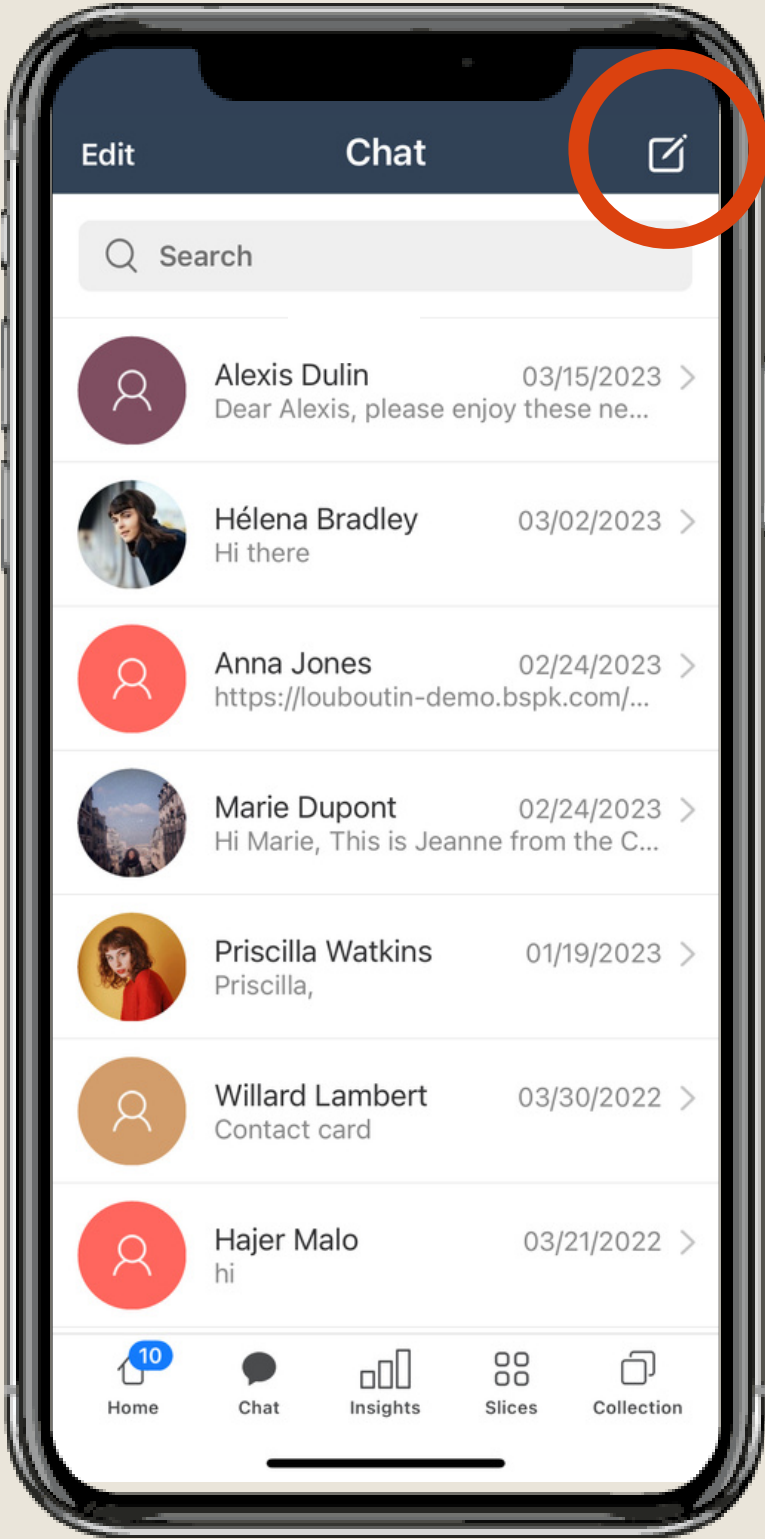 Edit Chat
Search
Alexis Dulin 03/15/2023
Dear Alexis, please enjoy these ne...
Hélena Bradley 03/02/2023
Hi there
Anna Jones 02/24/2023
https://louboutin-demo.bspk.com/...
Marie Dupont 02/24/2023
Hi Marie, This is Jeanne from the C...
Priscilla Watkins 01/19/2023
Priscilla,
Willard Lambert 03/30/2022
Contact card
Hajer Malo 03/21/2022
hi
10
Home Chat Insights Slices Collection